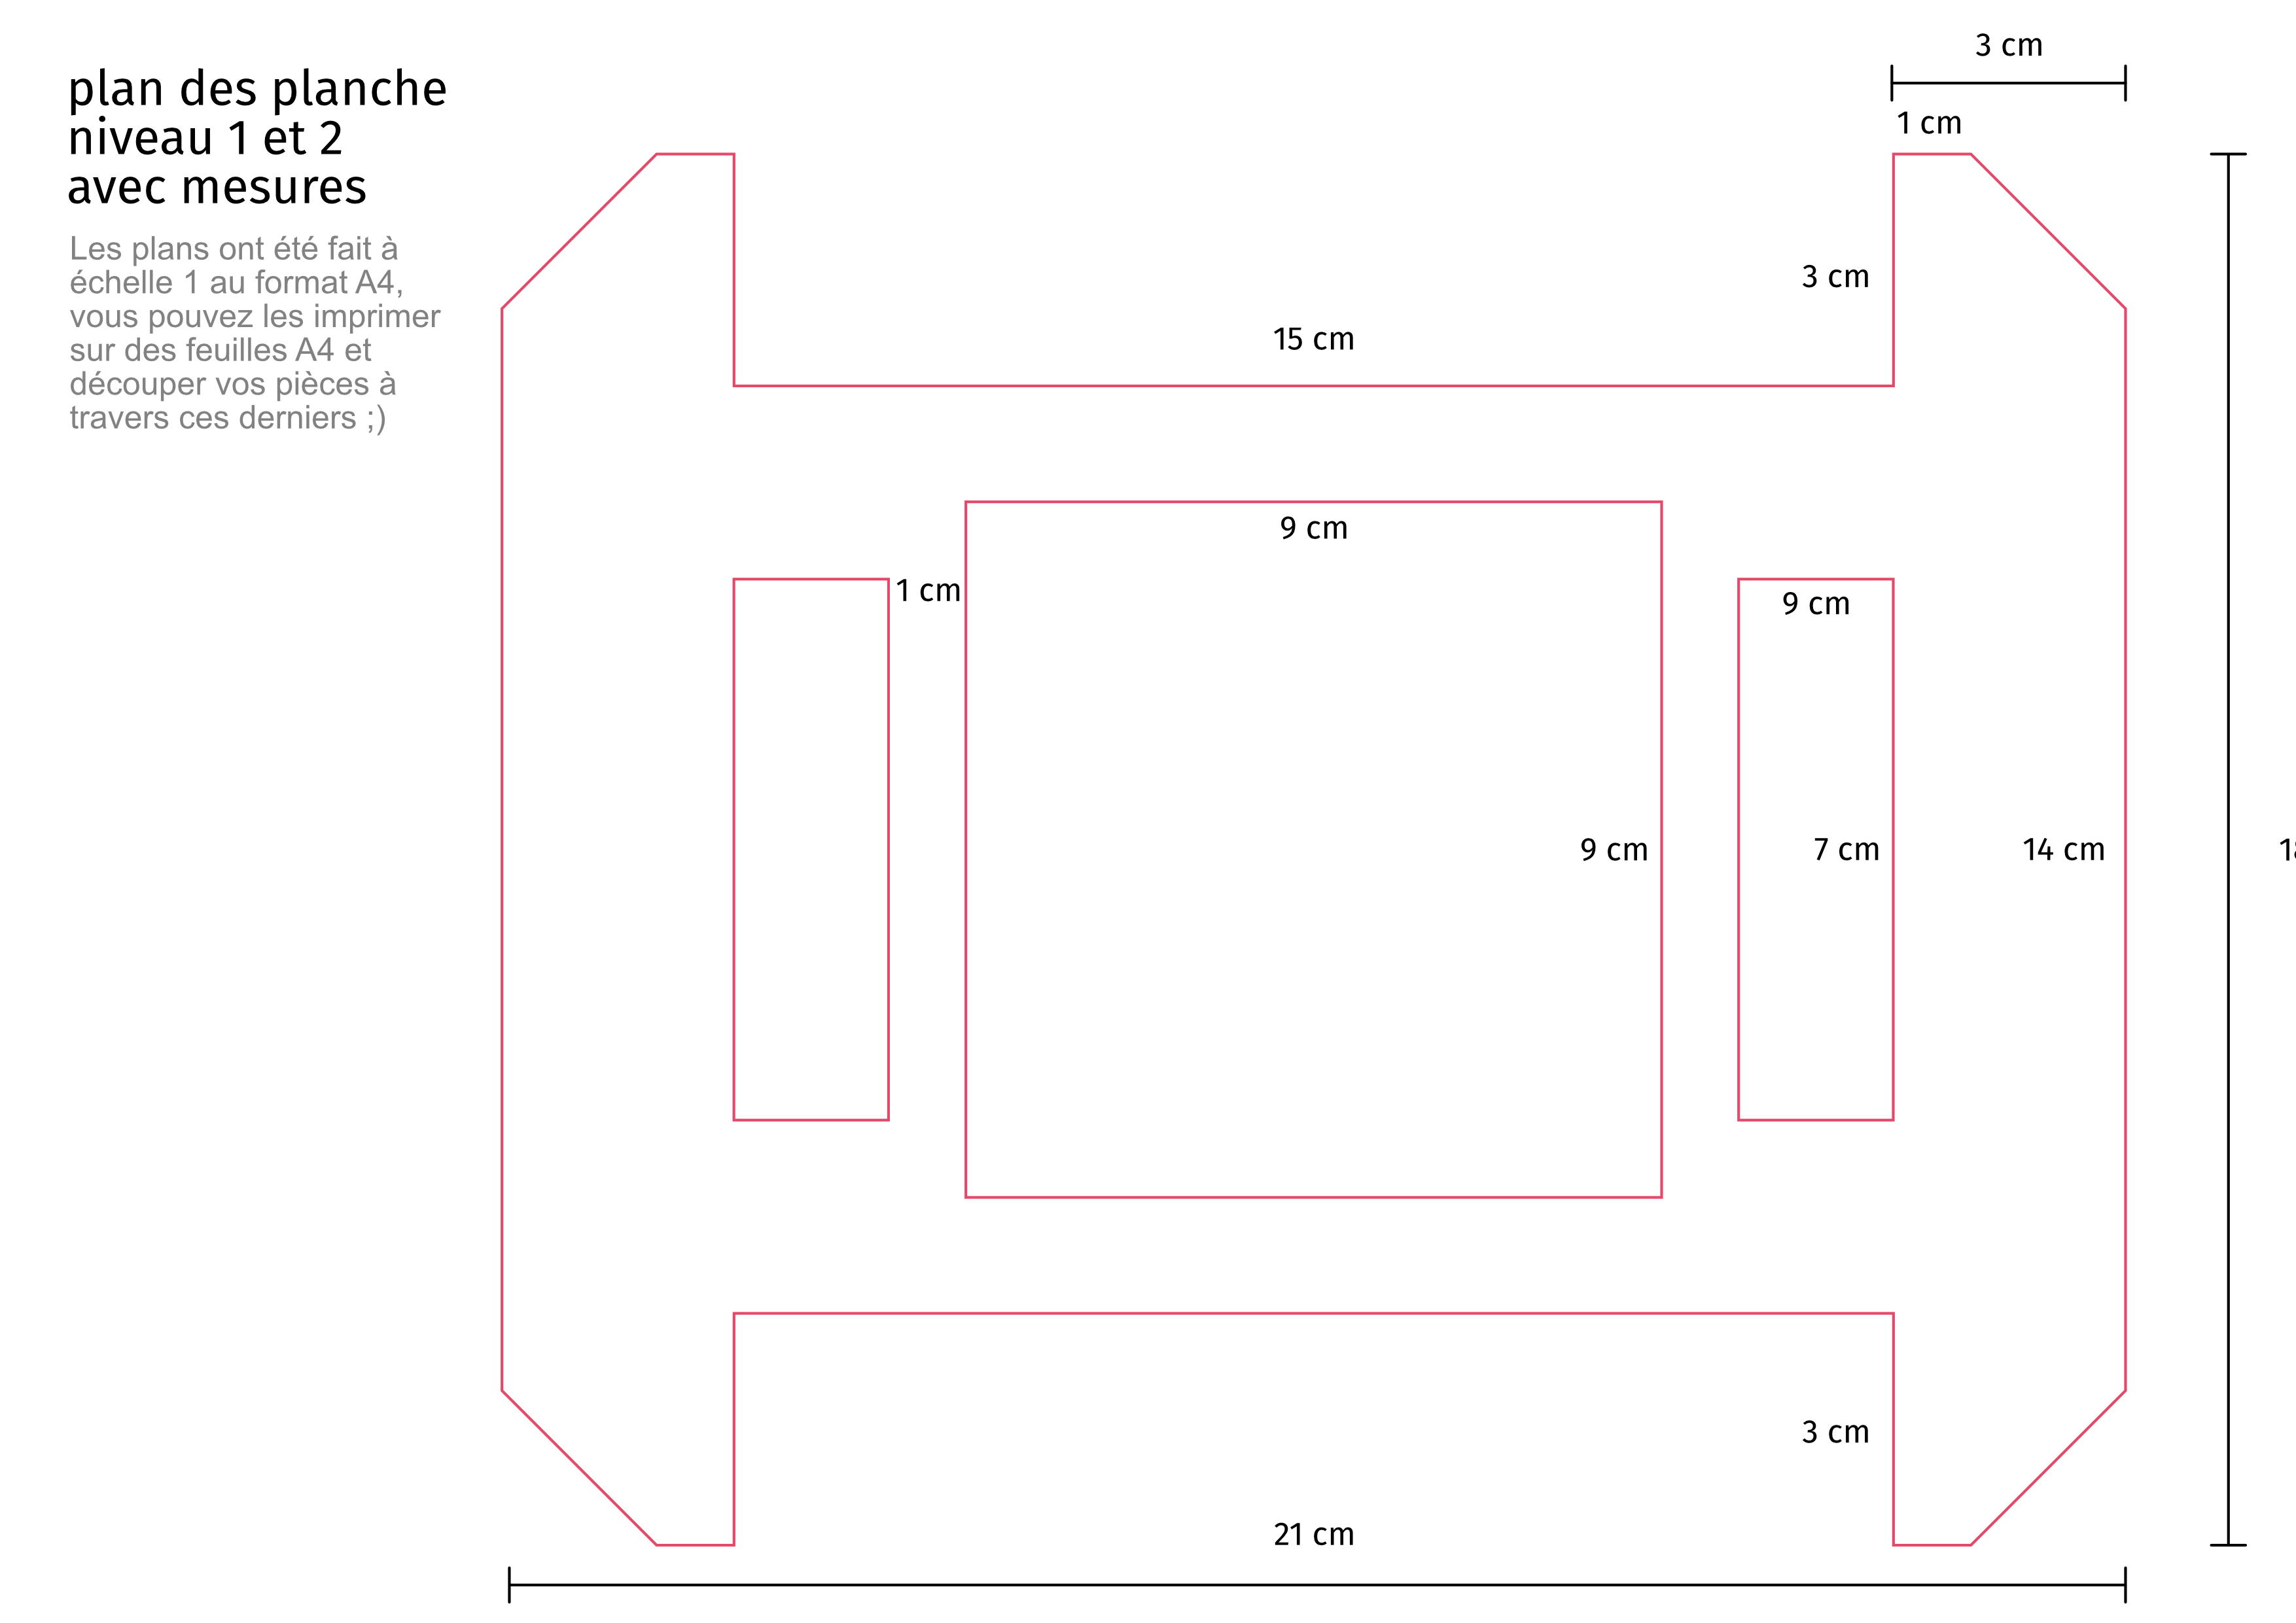 plan des planche
niveau 1 et 2
avec mesures
Les plans ont été fait à
échelle 1 au format A4,
vous pouvez les imprimer
sur des feuilles A4 et
découper vos pièces à
travers ces derniers ;)
3 cm
1 cm
3 cm
15 cm
9 cm
1 cm
9 cm
9 cm
7 cm
14 cm
3 cm
21 cm